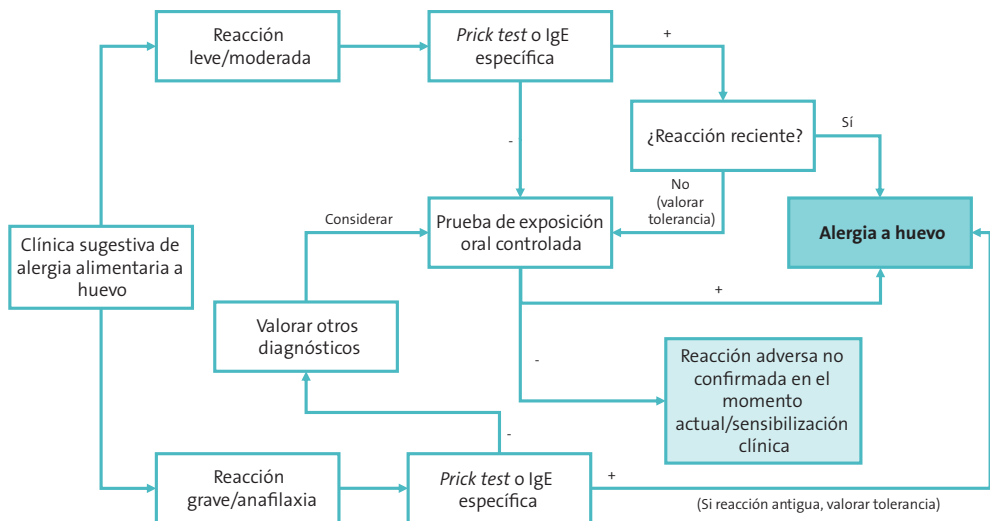 Reacción
leve/moderada
Prick test o IgE
específica
+
¿Reacción reciente?
Sí
-
No
(valorar
tolerancia)
Considerar
Prueba de exposición
oral controlada
Alergia a huevo
Clínica sugestiva de
alergia alimentaria a
huevo
+
Valorar otros
diagnósticos
-
Reacción adversa no
confirmada en el
momento
actual/sensibilización
clínica
-
Reacción
grave/anafilaxia
Prick test o IgE
específica
+
(Si reacción antigua, valorar tolerancia)